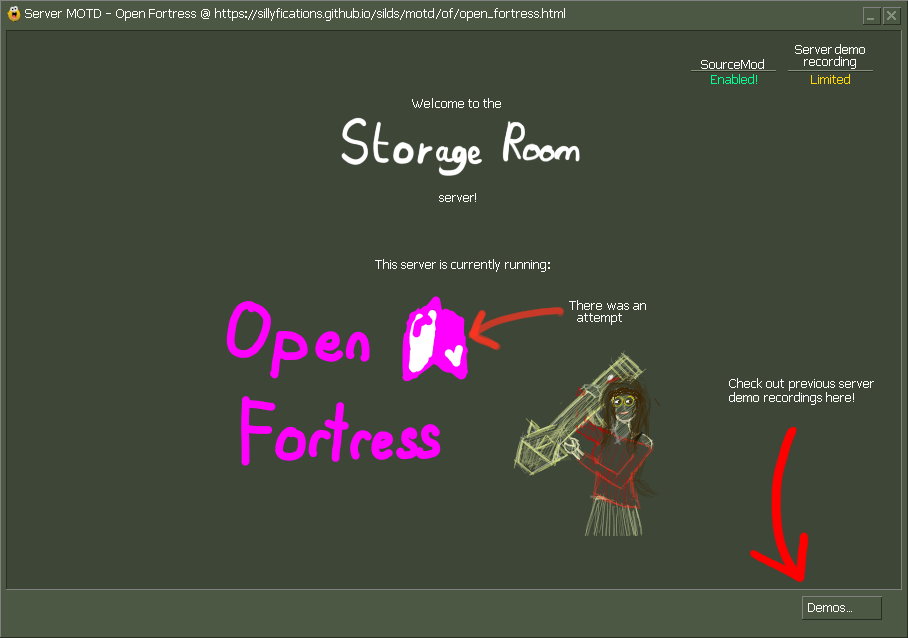 Server MOTD - Open Fortress @ https://sillyfications.github.io/silds/motd/of/open_fortress.html
SourceMod
Enabled!
Server demo
recording
Limited
Welcome to the
Storage Room
server!
This server is currently running:
Open
Fortress
There was an
attempt
Check out previous server
demo recordings here!
Demos...